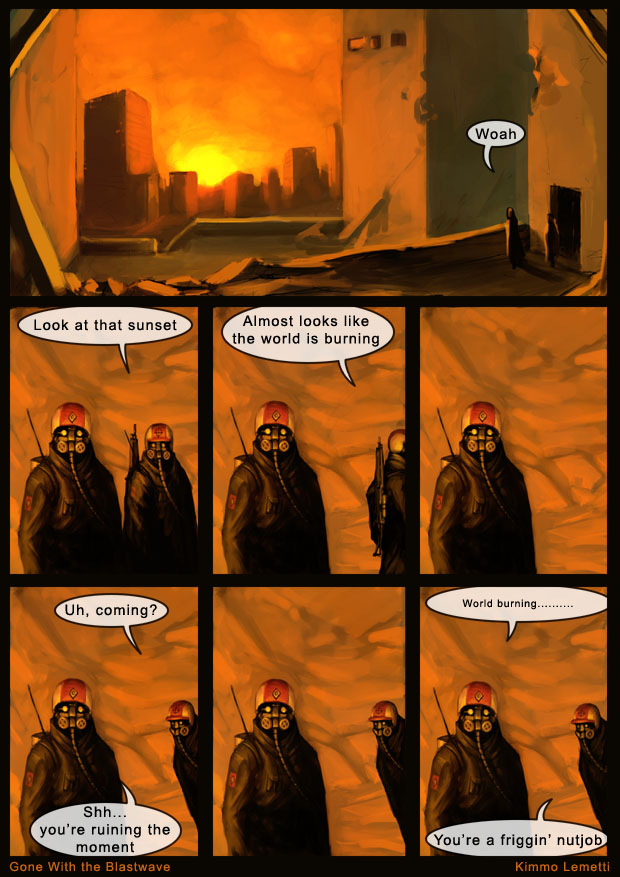 Woah
Look at that sunset
Almost looks like
the world is burning
Uh, coming?
Shh...
you're ruining the
moment
World burning..........
You're a friggin' nutjob
Gone With the Blastwave
Kimmo Lemetti